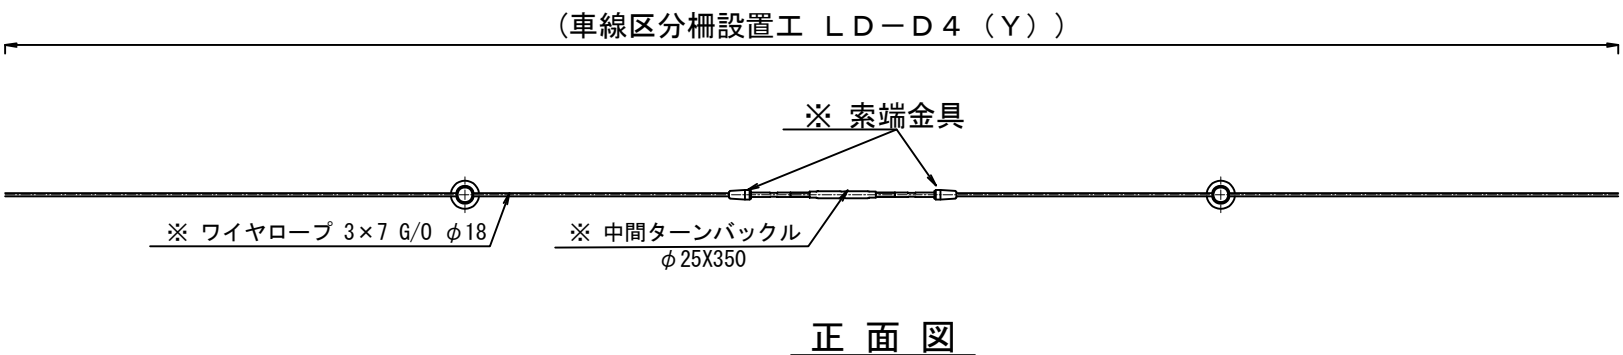 (車線区分柵設置工 ＬＤ－Ｄ４（Ｙ）)
※ 索端金具
※ ワイヤロープ 3×7 G/O φ18
※ 中間ターンバックル
φ25X350
正 面 図